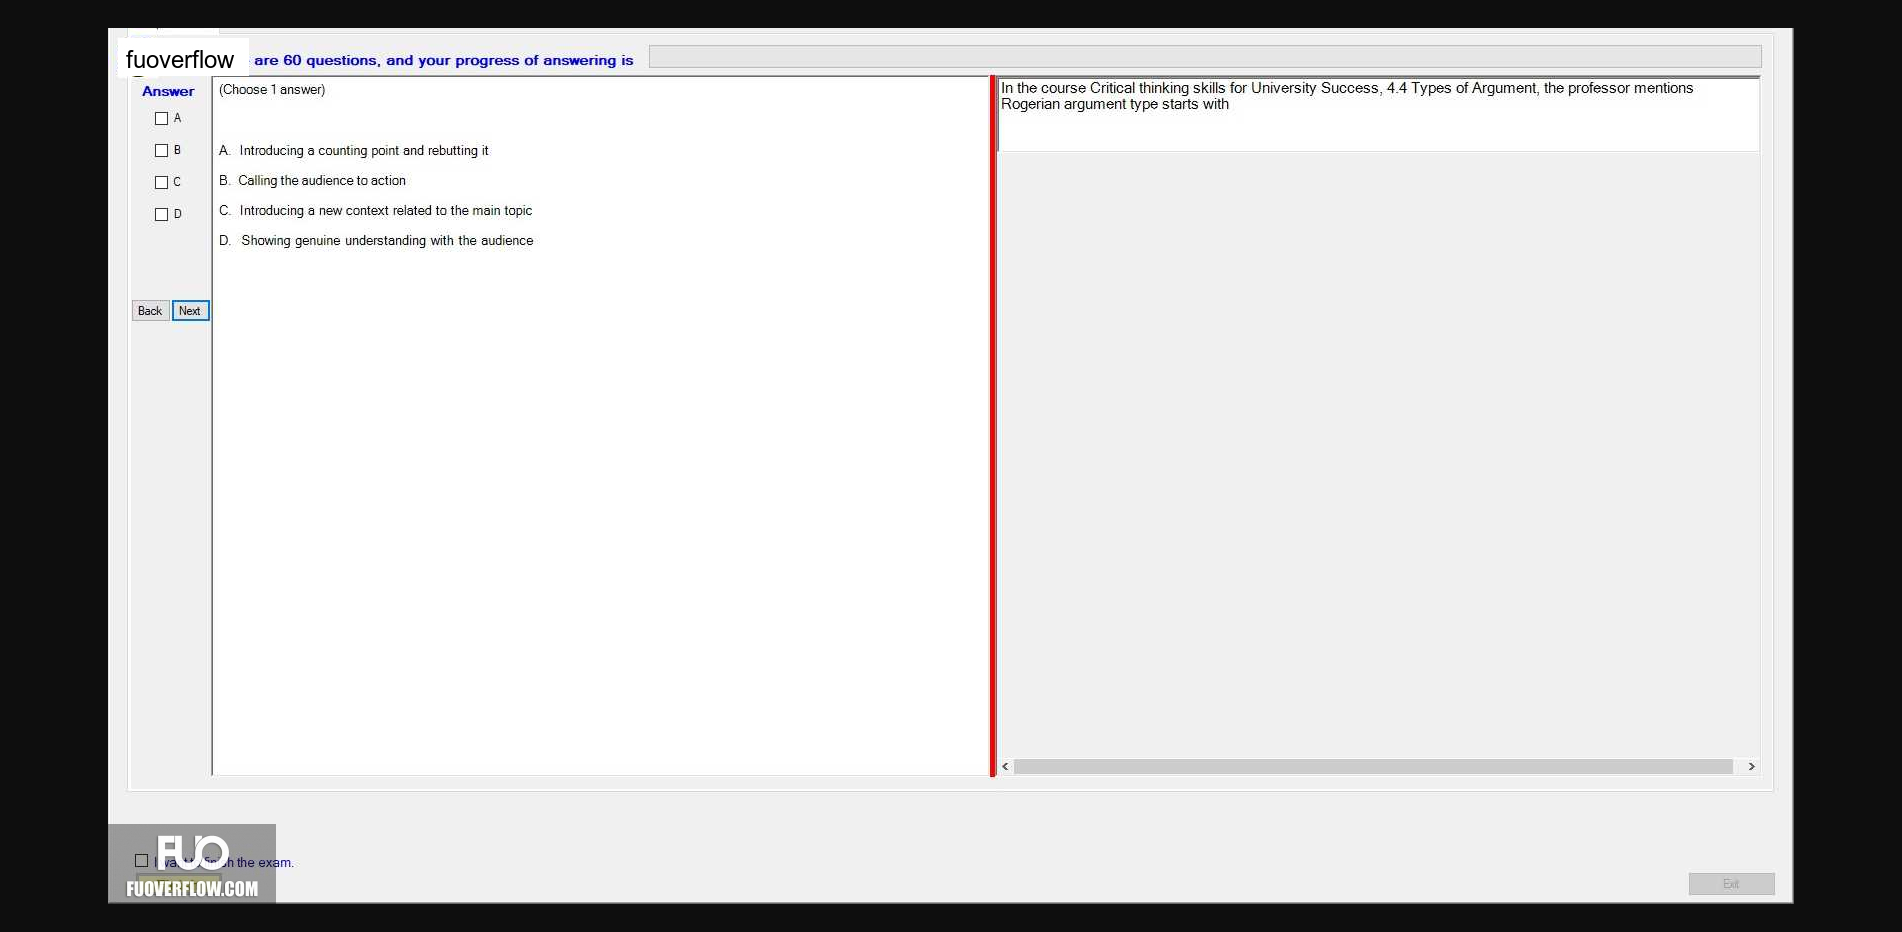 fuoverflow
are 60 questions, and your progress of answering is
Answer
(Choose 1 answer)
A
B
C
D
A. Introducing a counting point and rebutting it
B. Calling the audience to action
C. Introducing a new context related to the main topic
D. Showing genuine understanding with the audience
Back
Next
In the course Critical thinking skills for University Success, 4.4 Types of Argument, the professor mentions
Rogerian argument type starts with
FUO
I want to finish the exam.
FUOVERFLOW.COM
Exit